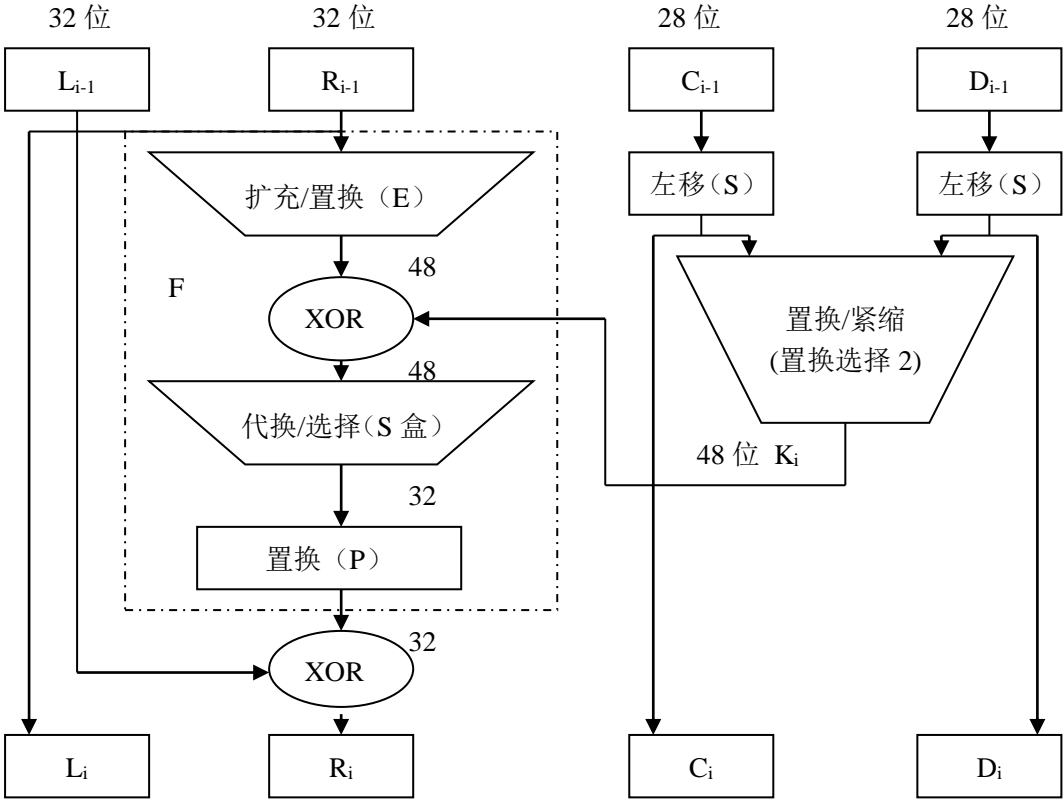 32 位 32 位 28 位 28 位
Lᵢ₋₁ Rᵢ₋₁ Cᵢ₋₁ Dᵢ₋₁
扩充/置换（E） 左移（S） 左移（S）
48
F
XOR
置换/紧缩
(置换选择 2)
48
代换/选择（S 盒）
48 位 Kᵢ
32
置换（P）
32
XOR
Lᵢ Rᵢ Cᵢ Dᵢ